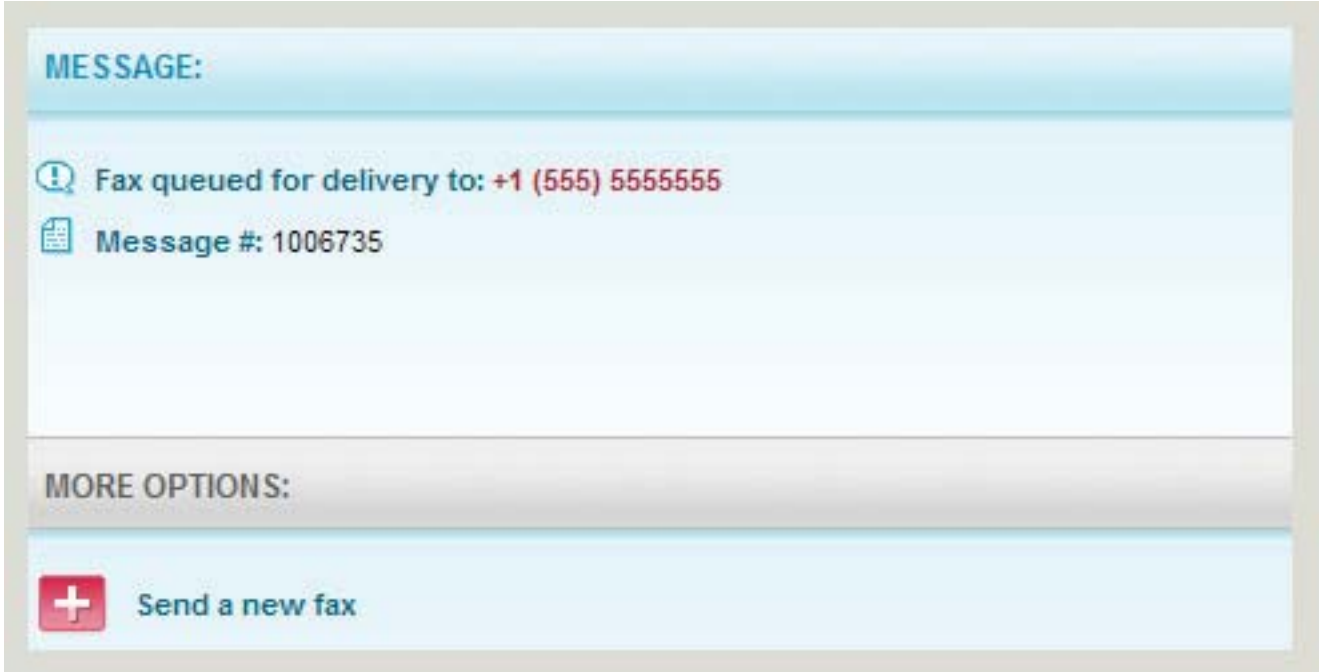 MESSAGE:
Fax queued for delivery to: +1 (555) 5555555
Message #: 1006735
MORE OPTIONS:
Send a new fax